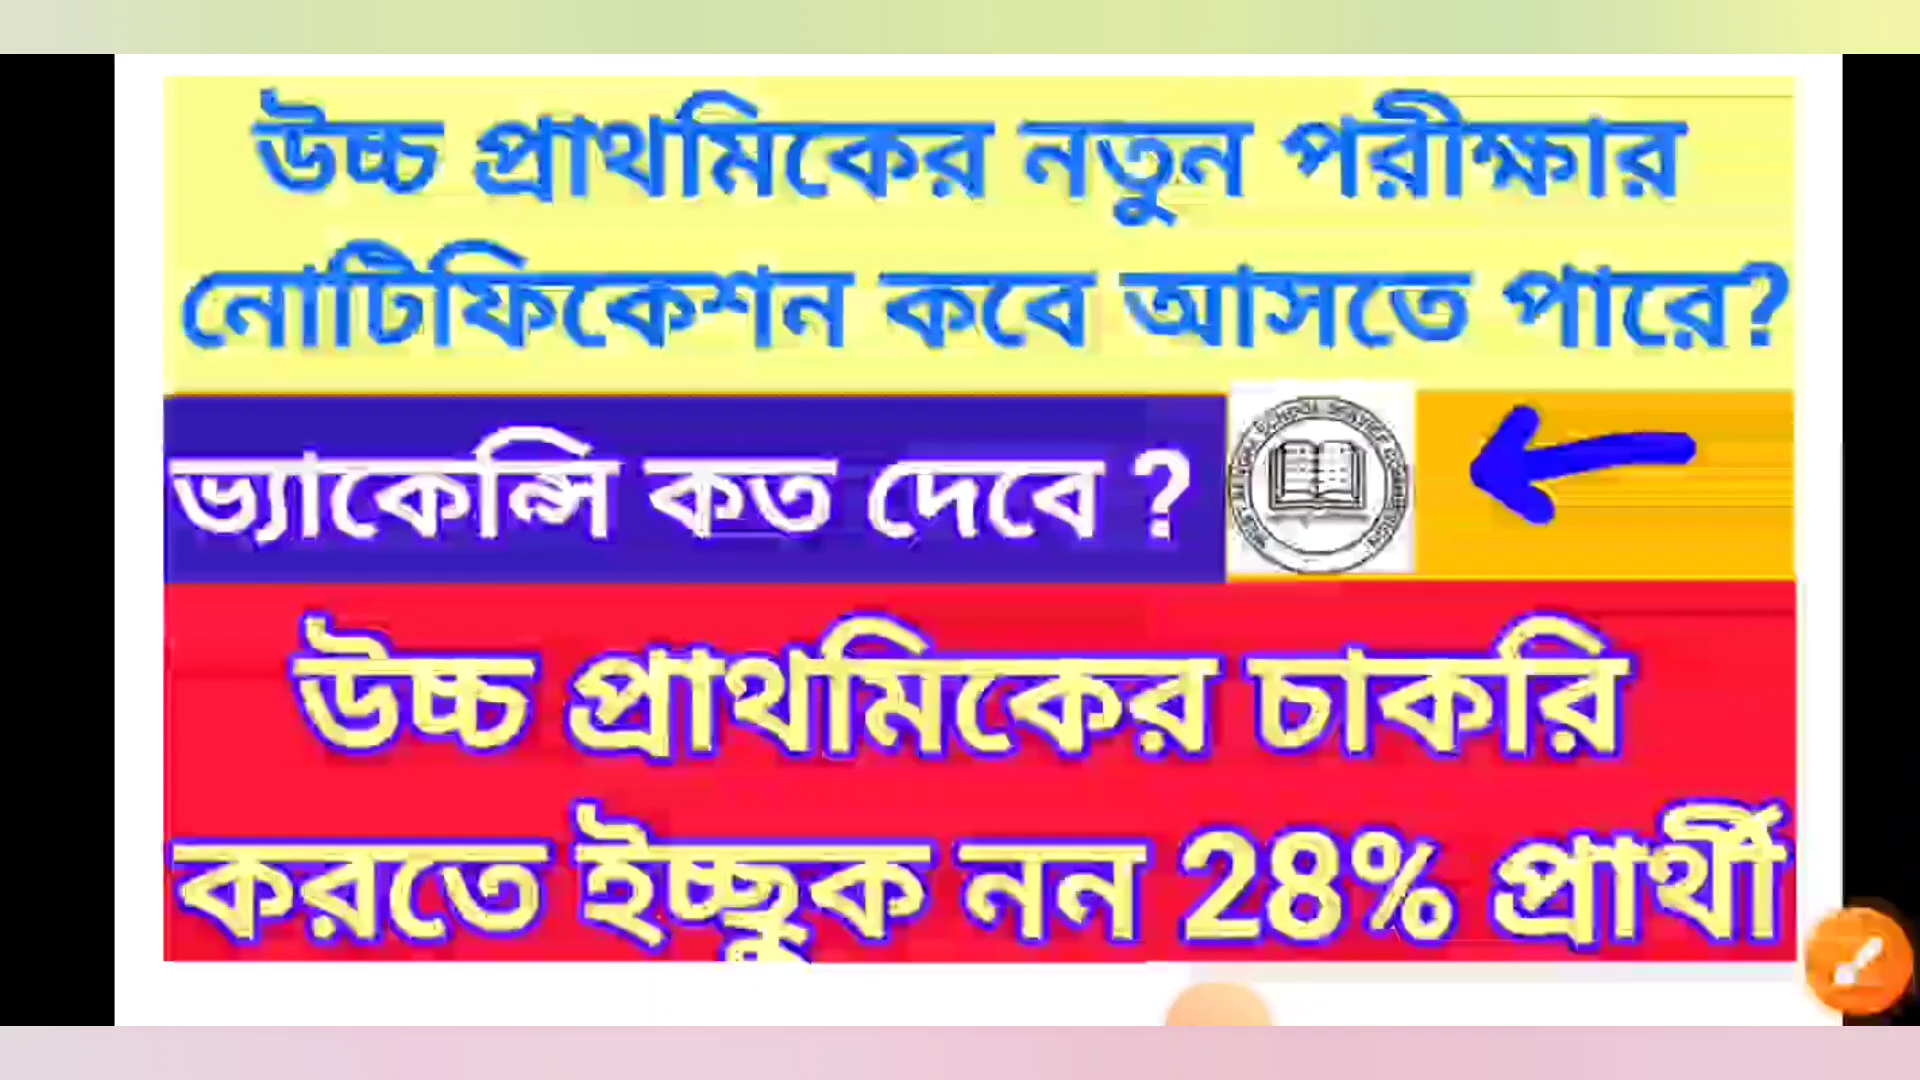 উচ্চ প্রাথমিকের নতুন পরীক্ষার
নোটিফিকেশন কবে আসতে পারে?
ভ্যাকেন্সি কত দেবে ?
উচ্চ প্রাথমিকের চাকরি
করতে ইচ্ছুক নন 28% প্রার্থী